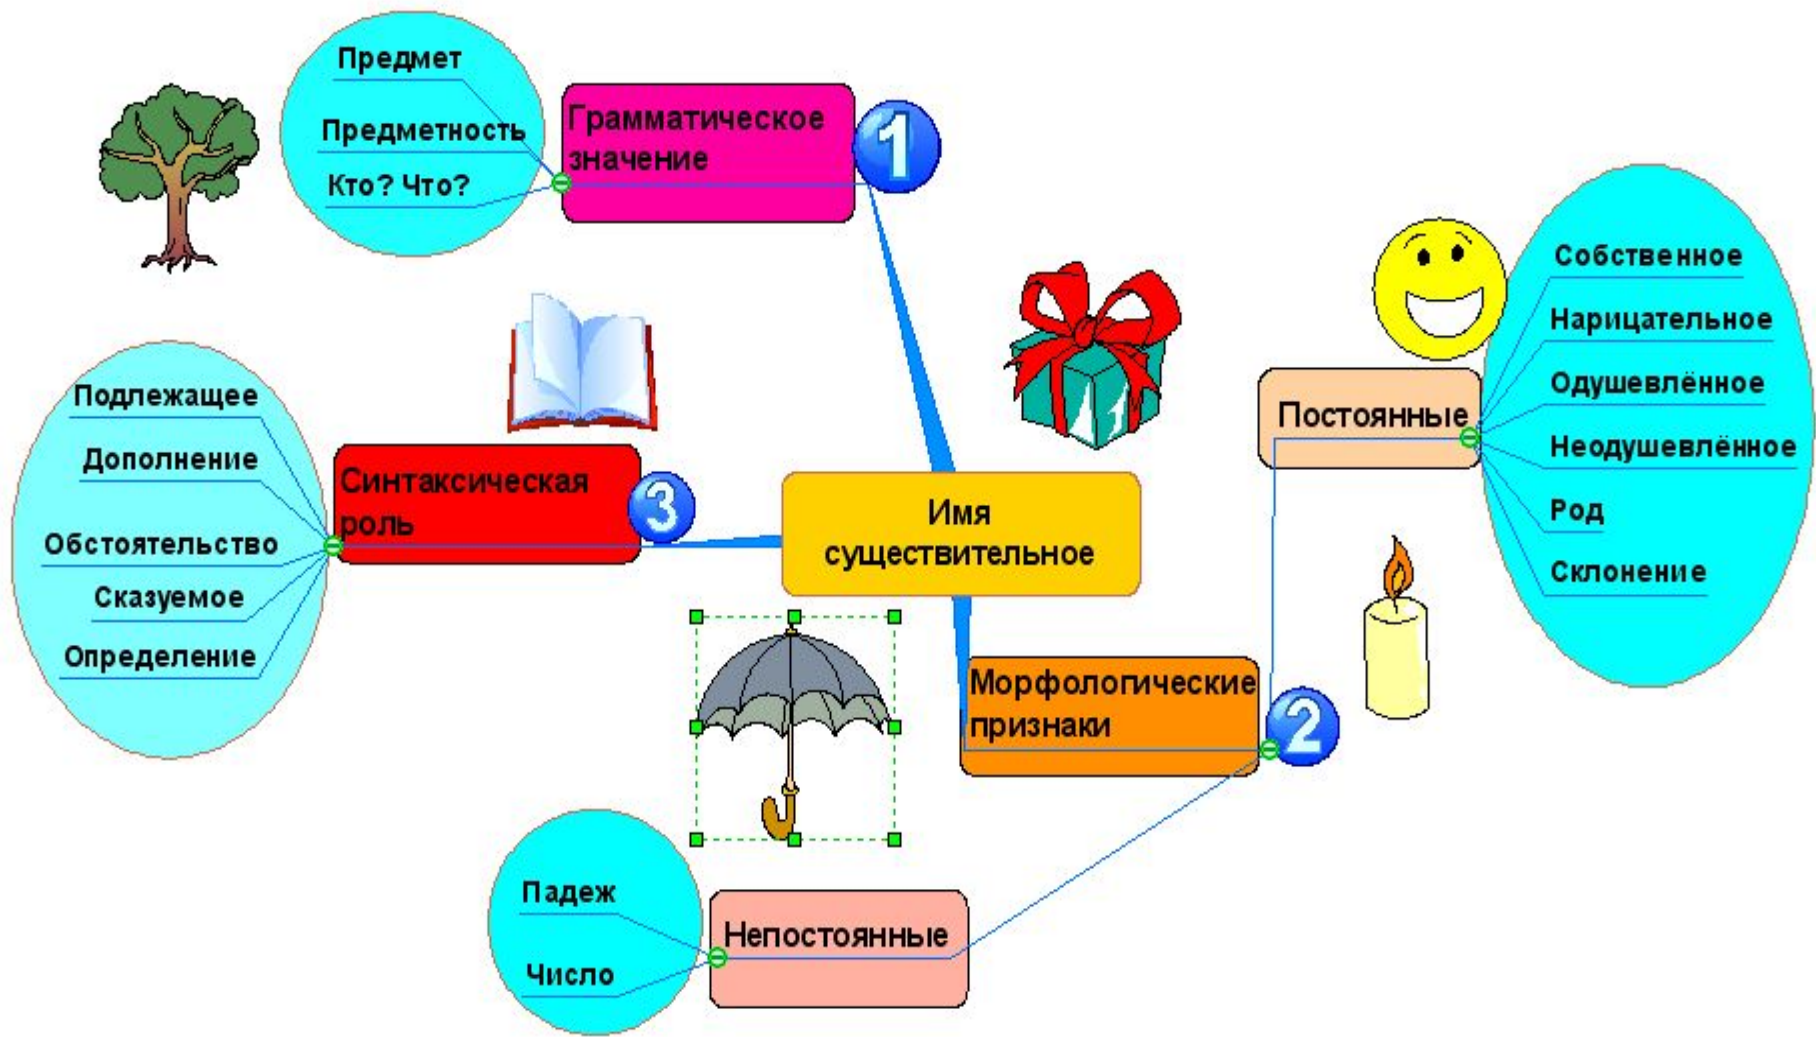 Имя
существительное
1
Грамматическое
значение
Предмет
Предметность
Кто? Что?
2
Морфологические
признаки
Постоянные
Собственное
Нарицательное
Одушевлённое
Неодушевлённое
Род
Склонение
Непостоянные
Падеж
Число
3
Синтаксическая
роль
Подлежащее
Дополнение
Обстоятельство
Сказуемое
Определение